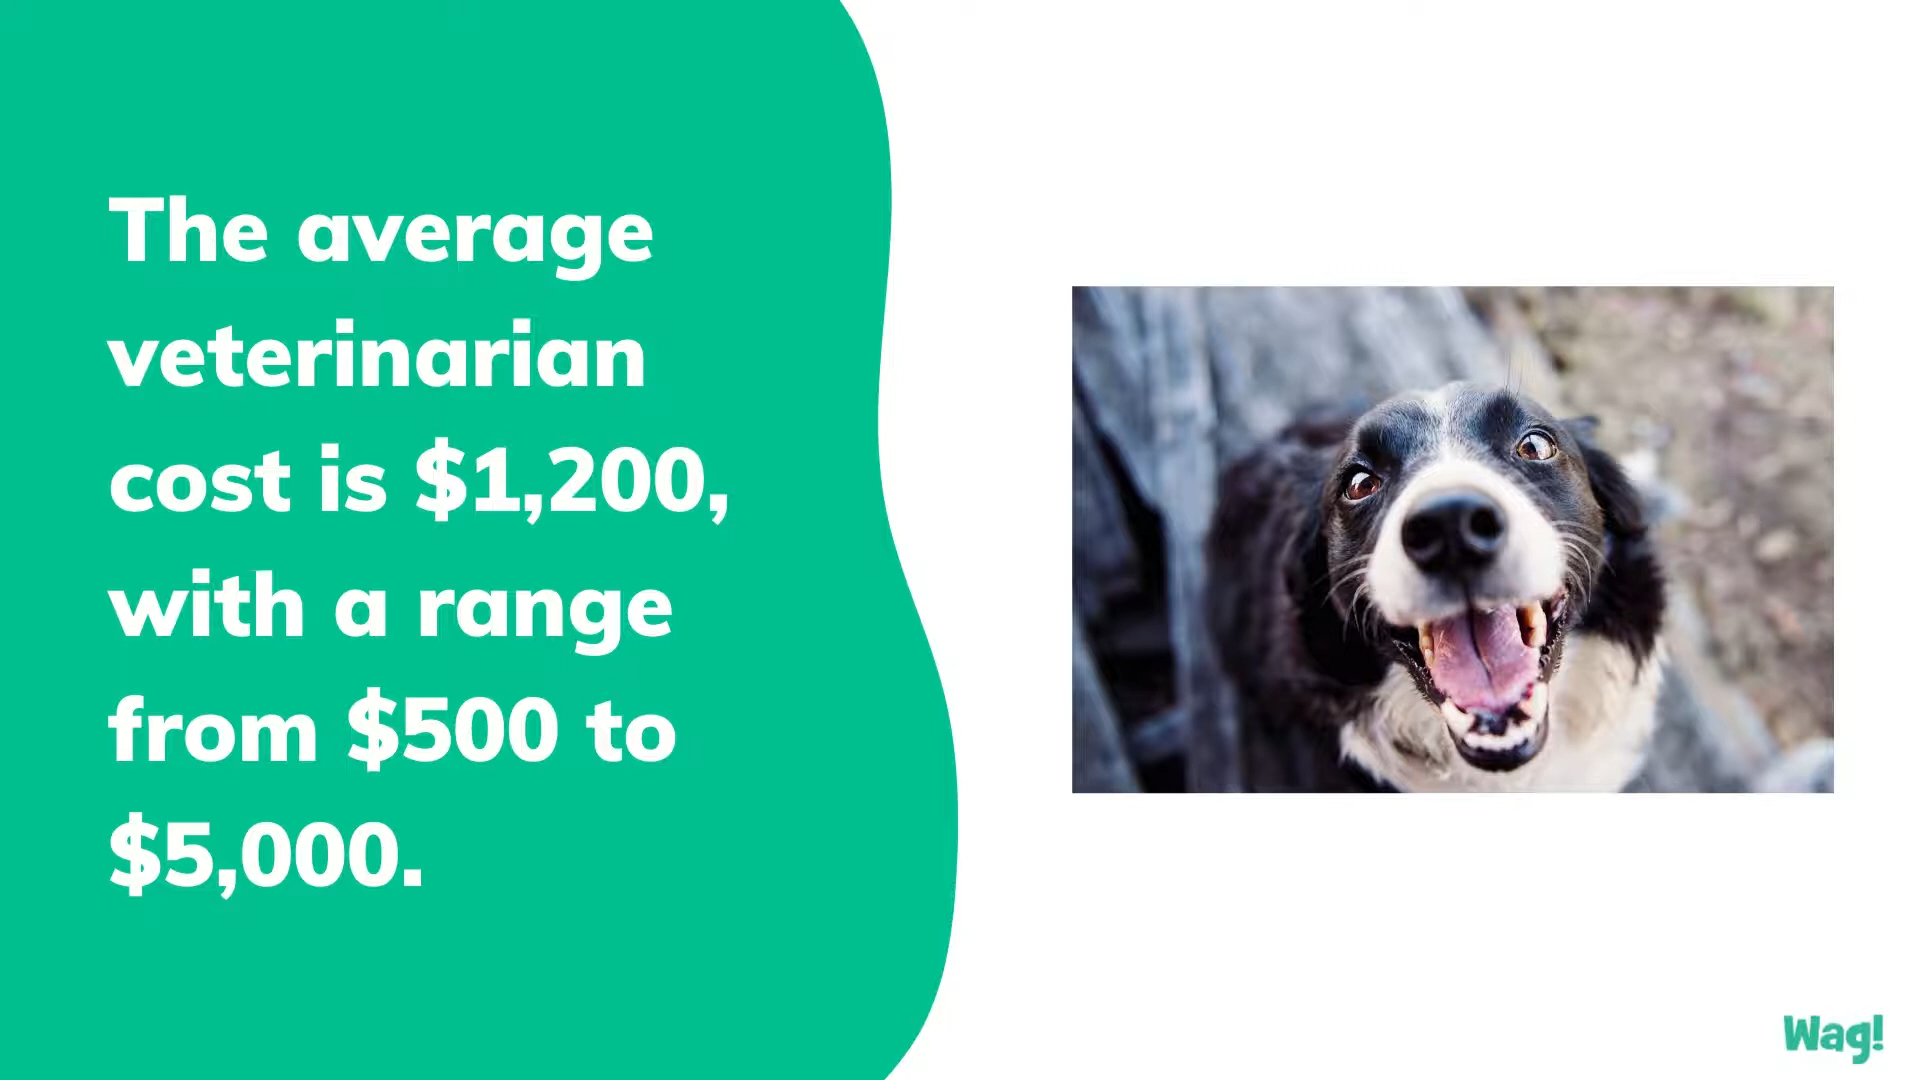 The average
veterinarian
cost is $1,200,
with a range
from $500 to
$5,000.
Wag!